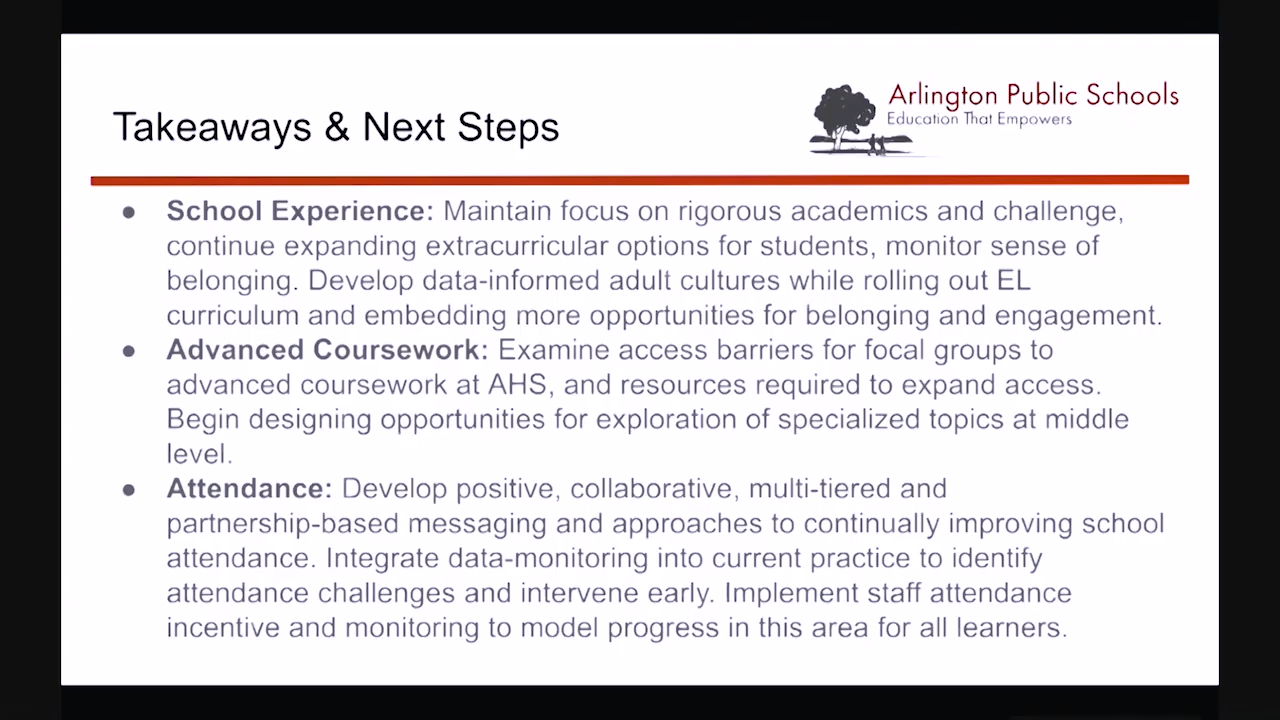 Takeaways & Next Steps
Arlington Public Schools
Education That Empowers
● School Experience: Maintain focus on rigorous academics and challenge,
continue expanding extracurricular options for students, monitor sense of
belonging. Develop data-informed adult cultures while rolling out EL
curriculum and embedding more opportunities for belonging and engagement.
● Advanced Coursework: Examine access barriers for focal groups to
advanced coursework at AHS, and resources required to expand access.
Begin designing opportunities for exploration of specialized topics at middle
level.
● Attendance: Develop positive, collaborative, multi-tiered and
partnership-based messaging and approaches to continually improving school
attendance. Integrate data-monitoring into current practice to identify
attendance challenges and intervene early. Implement staff attendance
incentive and monitoring to model progress in this area for all learners.